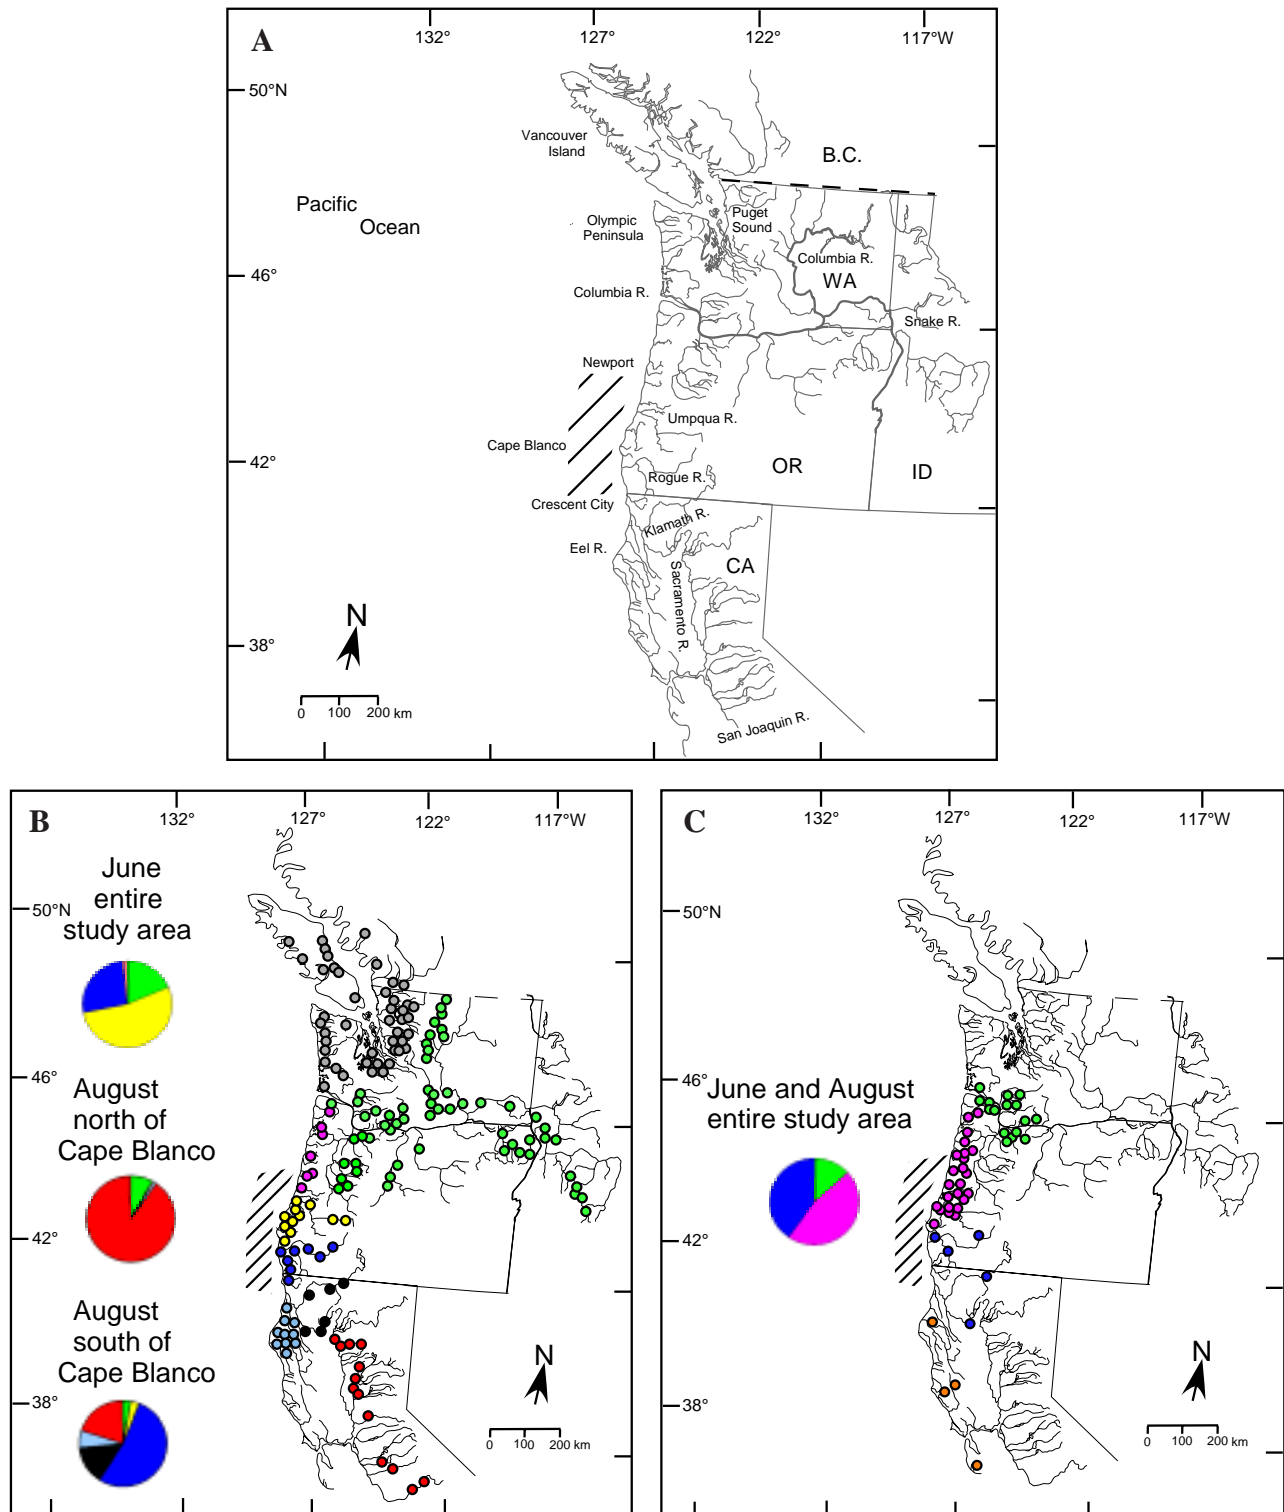 A
132°
127°
122°
117°W
50°N
Vancouver
Island
B.C.
Pacific
Ocean
Olympic
Peninsula
Puget
Sound
Columbia R.
WA
46°
Columbia R.
Snake R.
Newport
Umpqua R.
Cape Blanco
42°
OR
ID
Rogue R.
Crescent City
Klamath R.
Eel R.
CA
Sacramento R.
N
38°
0 100 200 km
San Joaquin R.
B
132°
127°
122°
117°W
June
entire
study area
50°N
46°
August
north of
Cape Blanco
42°
August
south of
Cape Blanco
38°
N
0 100 200 km
C
132°
127°
122°
117°W
50°N
46°
June and August
entire study area
42°
38°
N
0 100 200 km